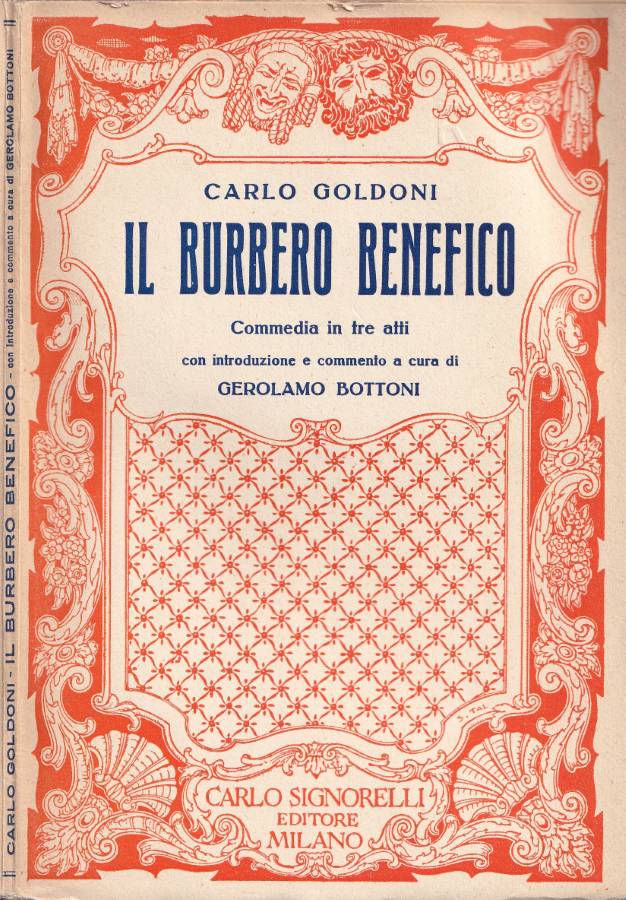 CARLO GOLDONI
IL BURBERO BENEFICO
Commedia in tre atti
con introduzione e commento a cura di
GEROLAMO BOTTONI
CARLO SIGNORELLI
EDITORE
MILANO
CARLO GOLDONI - IL BURBERO BENEFICO - con introduzione e commento a cura di GEROLAMO BOTTONI